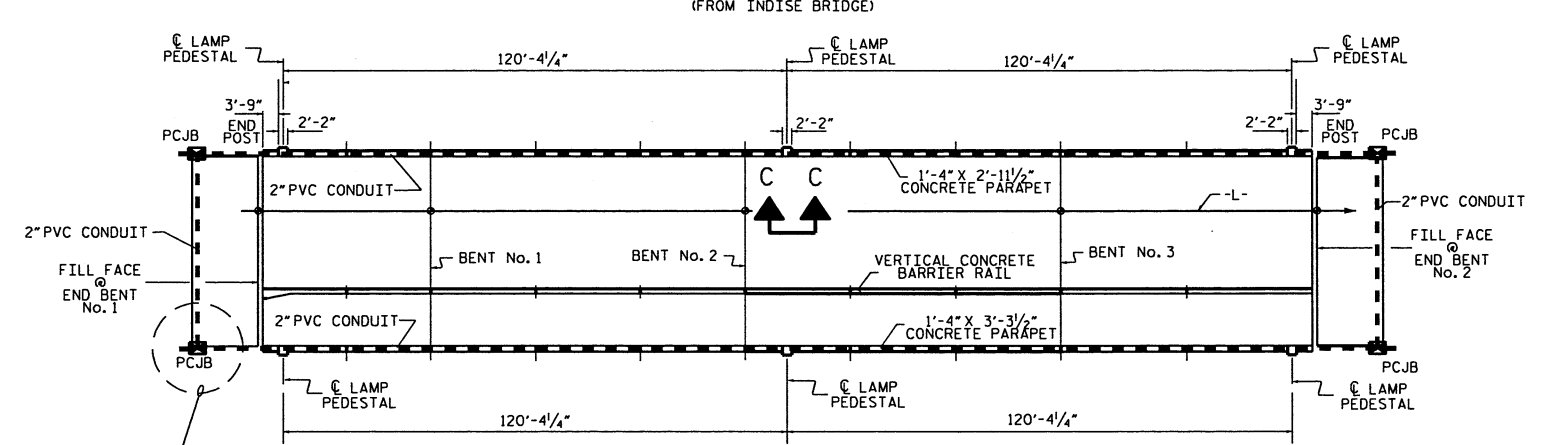 (FROM INDISE BRIDGE)
℄ LAMP
PEDESTAL
120'-4¼"
℄ LAMP
PEDESTAL
120'-4¼"
℄ LAMP
PEDESTAL
3'-9"
END
POST
2'-2"
2'-2"
2'-2"
3'-9"
END
POST
PCJB
PCJB
2" PVC CONDUIT
C C
1'-4" X 2'-11½"
CONCRETE PARAPET
-L-
2" PVC CONDUIT
2" PVC CONDUIT
FILL FACE
@
END BENT
No. 1
BENT No. 1
BENT No. 2
VERTICAL CONCRETE
BARRIER RAIL
BENT No. 3
FILL FACE
@
END BENT
No. 2
2" PVC CONDUIT
1'-4" X 3'-3½"
CONCRETE PARAPET
PCJB
PCJB
℄ LAMP
PEDESTAL
℄ LAMP
PEDESTAL
℄ LAMP
PEDESTAL
120'-4¼"
120'-4¼"